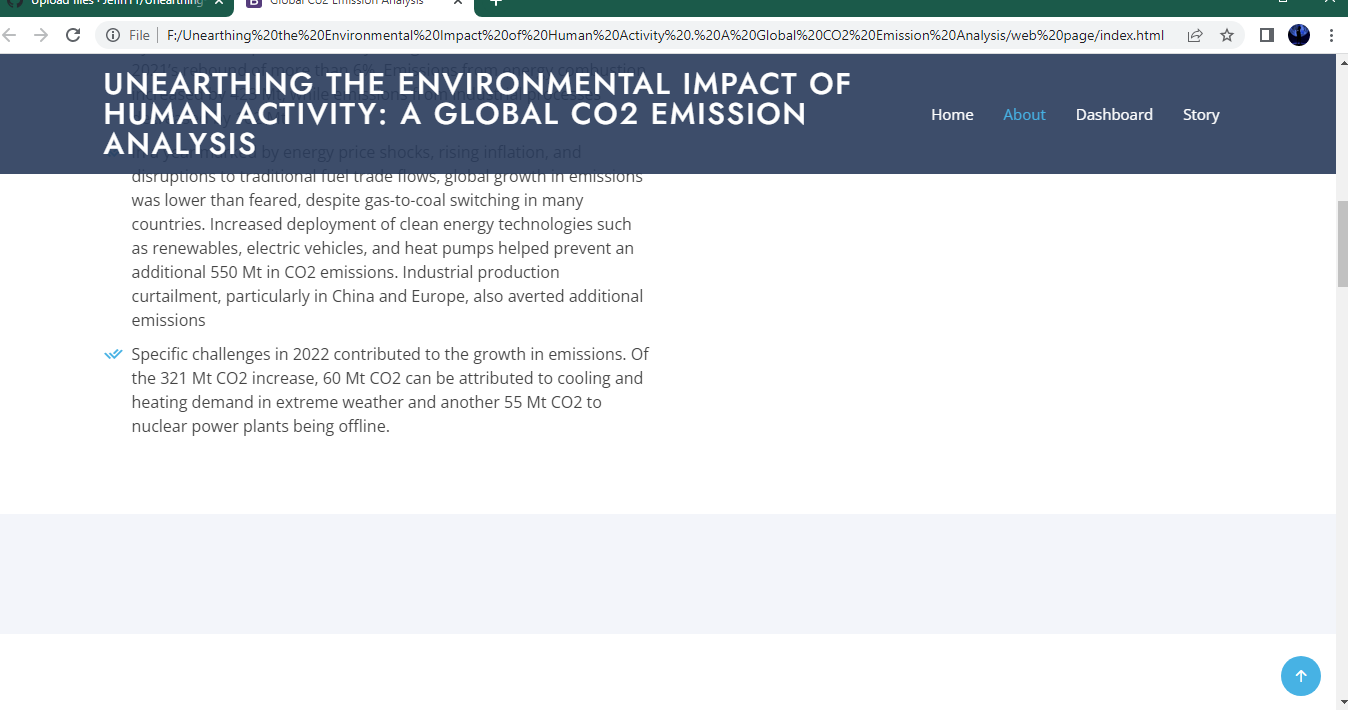 Upload files · Jefin11/Unearthing
Global Co2 Emission Analysis
File
F:/Unearthing%20the%20Environmental%20Impact%20of%20Human%20Activity%20.%20A%20Global%20CO2%20Emission%20Analysis/web%20page/index.html
2021's rebound of more than 6%. Emissions from energy combustion
UNEARTHING THE ENVIRONMENTAL IMPACT OF
HUMAN ACTIVITY: A GLOBAL CO2 EMISSION
ANALYSIS
Home
About
Dashboard
Story
by energy price shocks, rising inflation, and
disruptions to traditional fuel trade flows, global growth in emissions
was lower than feared, despite gas-to-coal switching in many
countries. Increased deployment of clean energy technologies such
as renewables, electric vehicles, and heat pumps helped prevent an
additional 550 Mt in CO2 emissions. Industrial production
curtailment, particularly in China and Europe, also averted additional
emissions
Specific challenges in 2022 contributed to the growth in emissions. Of
the 321 Mt CO2 increase, 60 Mt CO2 can be attributed to cooling and
heating demand in extreme weather and another 55 Mt CO2 to
nuclear power plants being offline.